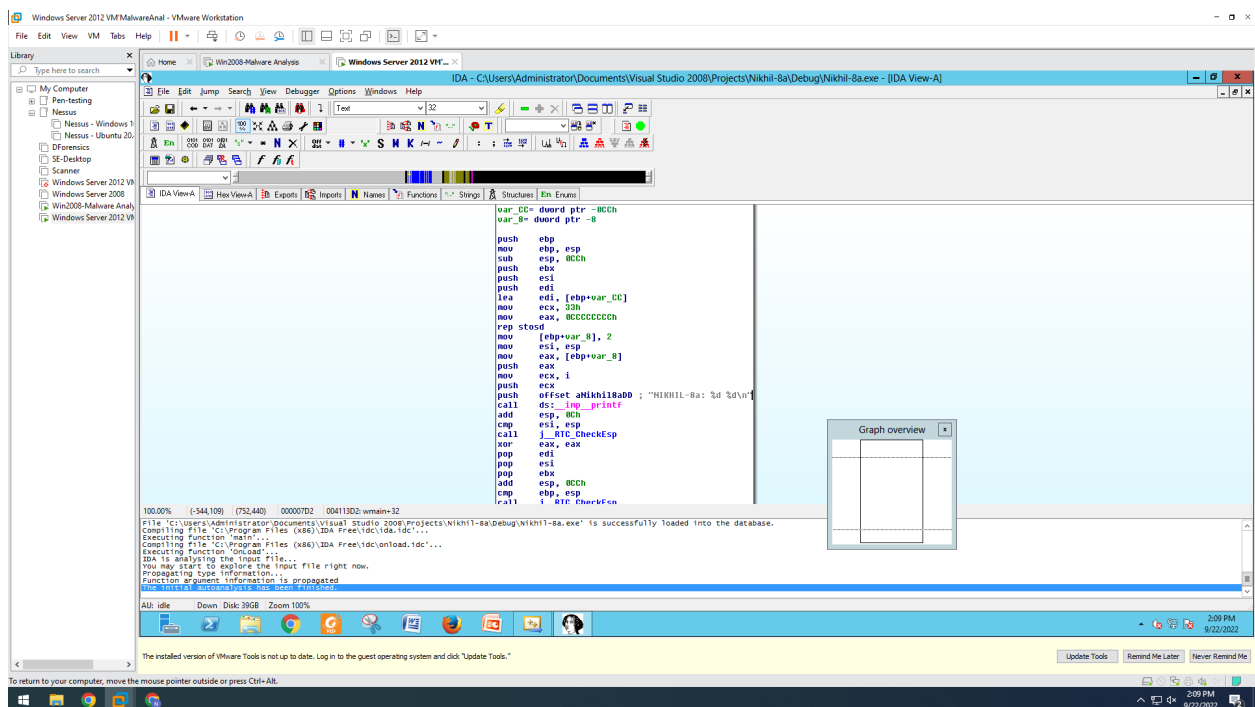 Windows Server 2012 VM'MalwareAnal - VMware Workstation
File Edit View VM Tabs Help
Library
Type here to search
My Computer
Pen-testing
Nessus
Nessus - Windows 1
Nessus - Ubuntu 20.
DForensics
SE-Desktop
Scanner
Windows Server 2012 VM
Windows Server 2008
Win2008-Malware Analy
Windows Server 2012 VM
Home Win2008-Malware Analysis Windows Server 2012 VM'...
IDA - C:\Users\Administrator\Documents\Visual Studio 2008\Projects\Nikhil-8a\Debug\Nikhil-8a.exe - [IDA View-A]
File Edit Jump Search View Debugger Options Windows Help
Text 32
IDA View-A Hex View-A Exports Imports Names Functions Strings Structures En Enums
var_CC= dword ptr -0CCh
var_8= dword ptr -8
push ebp
mov ebp, esp
sub esp, 0CCh
push ebx
push esi
push edi
lea edi, [ebp+var_CC]
mov ecx, 33h
mov eax, 0CCCCCCCCh
rep stosd
mov [ebp+var_8], 2
mov esi, esp
mov eax, [ebp+var_8]
push eax
mov ecx, i
push ecx
push offset aNikhil8aDD ; "NIKHIL-8a: %d %d\n"
call ds:__imp__printf
add esp, 0Ch
cmp esi, esp
call j__RTC_CheckEsp
xor eax, eax
pop edi
pop esi
pop ebx
add esp, 0CCh
cmp ebp, esp
call j__RTC_CheckEsp
Graph overview
100.00% (-544,109) (752,440) 000007D2 004113D2: wmain+32
File 'C:\Users\Administrator\Documents\Visual Studio 2008\Projects\Nikhil-8a\Debug\Nikhil-8a.exe' is successfully loaded into the database.
Compiling file 'C:\Program Files (x86)\IDA Free\idc\ida.idc'...
Executing function 'main'...
Compiling file 'C:\Program Files (x86)\IDA Free\idc\onload.idc'...
Executing function 'OnLoad'...
IDA is analysing the input file...
You may start to explore the input file right now.
Propagating type information...
Function argument information is propagated
The initial autoanalysis has been finished.
AU: idle Down Disk: 39GB Zoom 100%
2:09 PM
9/22/2022
The installed version of VMware Tools is not up to date. Log in to the guest operating system and click "Update Tools."
Update Tools Remind Me Later Never Remind Me
To return to your computer, move the mouse pointer outside or press Ctrl+Alt.
2:09 PM
9/22/2022